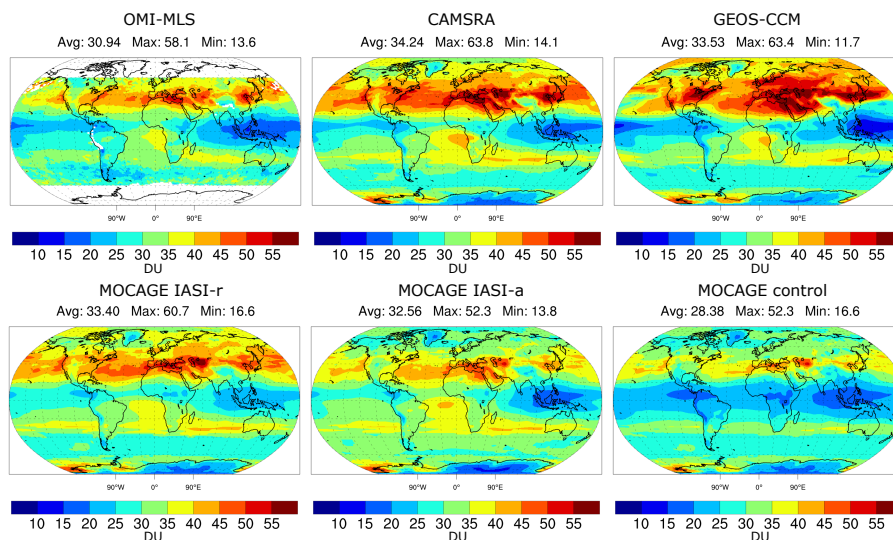 OMI-MLS CAMSRA GEOS-CCM
Avg: 30.94 Max: 58.1 Min: 13.6 Avg: 34.24 Max: 63.8 Min: 14.1 Avg: 33.53 Max: 63.4 Min: 11.7
90°W 0° 90°E 90°W 0° 90°E 90°W 0° 90°E
10 15 20 25 30 35 40 45 50 55 10 15 20 25 30 35 40 45 50 55 10 15 20 25 30 35 40 45 50 55
DU DU DU
MOCAGE IASI-r MOCAGE IASI-a MOCAGE control
Avg: 33.40 Max: 60.7 Min: 16.6 Avg: 32.56 Max: 52.3 Min: 13.8 Avg: 28.38 Max: 52.3 Min: 16.6
90°W 0° 90°E 90°W 0° 90°E 90°W 0° 90°E
10 15 20 25 30 35 40 45 50 55 10 15 20 25 30 35 40 45 50 55 10 15 20 25 30 35 40 45 50 55
DU DU DU